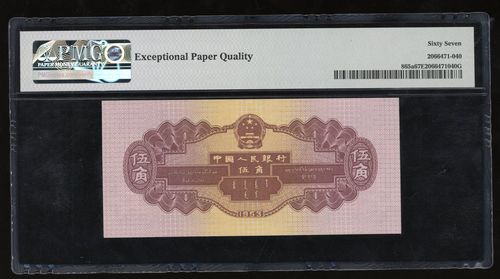 PMG
PAPER MONEY GUARANTY
Exceptional Paper Quality
Sixty Seven
2066471-040
865a67E2066471040G
中國人民銀行
伍角
伍角
伍角
1953